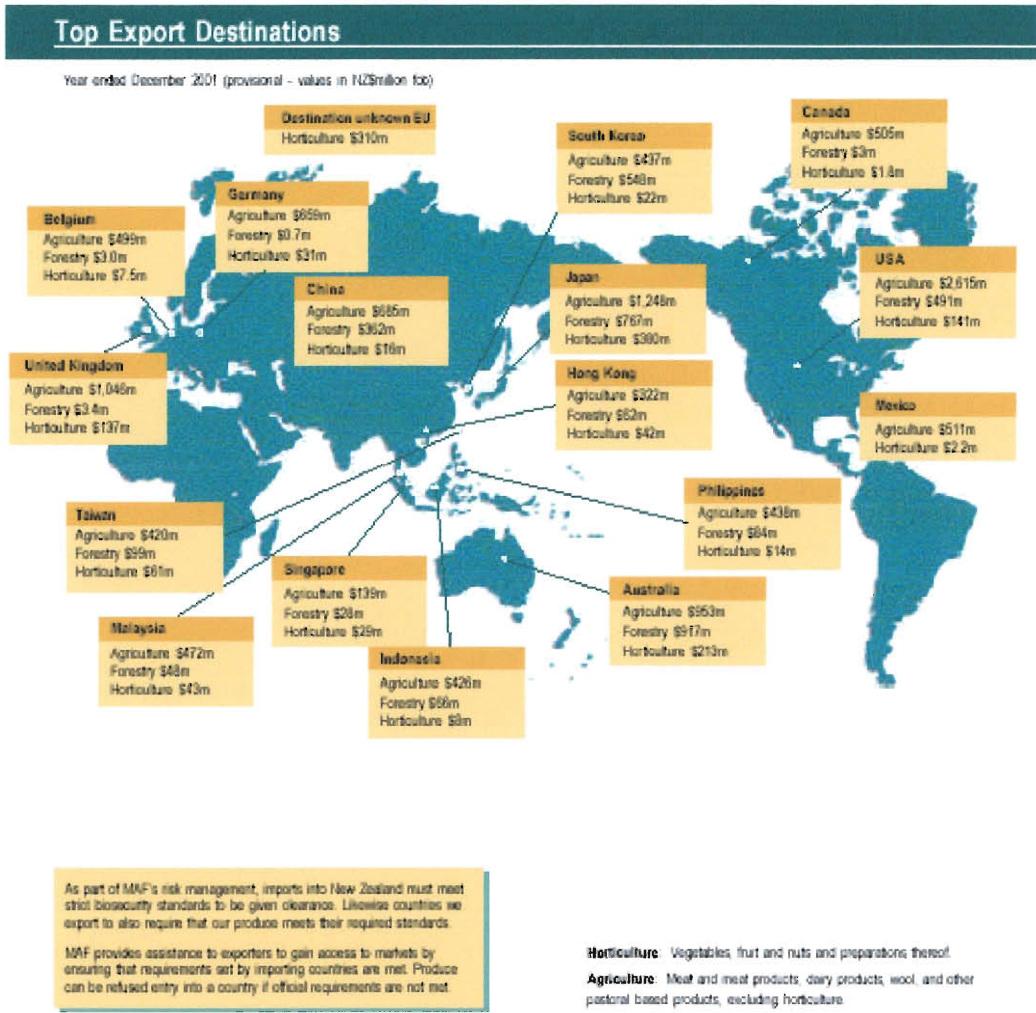 Top Export Destinations
Year ended December 2001 (provisional - values in NZ$million fob)
Destination unknown EU
Horticulture $310m
Canada
Agriculture $505m
Forestry $3m
Horticulture $1.8m
South Korea
Agriculture $437m
Forestry $548m
Horticulture $22m
Germany
Agriculture $659m
Forestry $0.7m
Horticulture $31m
Belgium
Agriculture $499m
Forestry $3.0m
Horticulture $7.5m
USA
Agriculture $2,615m
Forestry $491m
Horticulture $141m
Japan
Agriculture $1,248m
Forestry $767m
Horticulture $380m
China
Agriculture $685m
Forestry $362m
Horticulture $16m
United Kingdom
Agriculture $1,046m
Forestry $3.4m
Horticulture $137m
Hong Kong
Agriculture $322m
Forestry $62m
Horticulture $42m
Mexico
Agriculture $511m
Horticulture $2.2m
Philippines
Agriculture $438m
Forestry $84m
Horticulture $14m
Taiwan
Agriculture $420m
Forestry $99m
Horticulture $61m
Singapore
Agriculture $139m
Forestry $28m
Horticulture $29m
Australia
Agriculture $953m
Forestry $917m
Horticulture $213m
Malaysia
Agriculture $472m
Forestry $48m
Horticulture $43m
Indonesia
Agriculture $426m
Forestry $66m
Horticulture $8m
As part of MAF's risk management, imports into New Zealand must meet
strict biosecurity standards to be given clearance. Likewise countries we
export to also require that our produce meets their required standards.
MAF provides assistance to exporters to gain access to markets by
ensuring that requirements set by importing countries are met. Produce
can be refused entry into a country if official requirements are not met.
Horticulture: Vegetables, fruit and nuts and preparations thereof.
Agriculture: Meat and meat products, dairy products, wool, and other
pastoral based products, excluding horticulture.